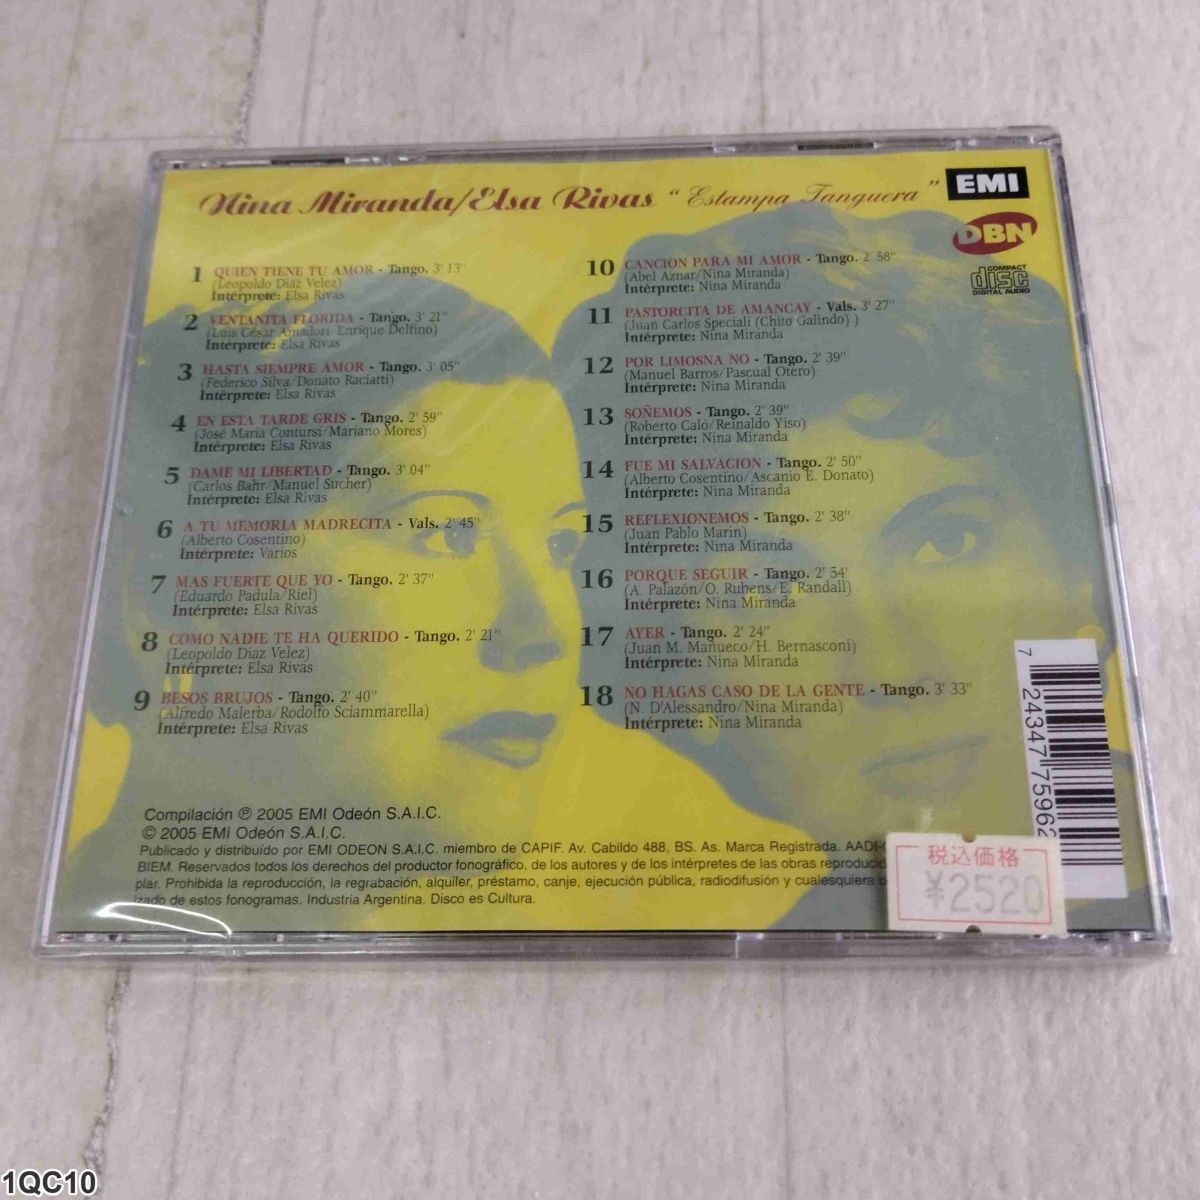 Nina Miranda/Elsa Rivas "Estampa Tanguera"
EMI
DBN
COMPACT
disc
DIGITAL AUDIO
1 QUIEN TIENE TU AMOR - Tango. 3' 13"
(Leopoldo Díaz Velez)
Intérprete: Elsa Rivas
2 VENTANITA FLORIDA - Tango. 3' 21"
(Luis César Amadori Enrique Delfino)
Intérprete: Elsa Rivas
3 HASTA SIEMPRE AMOR - Tango. 3' 05"
(Federico Silva/Donato Raciatti)
Intérprete: Elsa Rivas
4 EN ESTA TARDE GRIS - Tango. 2' 59"
(José María Contursi/Mariano Mores)
Intérprete: Elsa Rivas
5 DAME MI LIBERTAD - Tango. 3' 04"
(Carlos Bahr/Manuel Sucher)
Intérprete: Elsa Rivas
6 A TU MEMORIA MADRECITA - Vals. 2' 45"
(Alberto Cosentino)
Intérprete: Varios
7 MAS FUERTE QUE YO - Tango. 2' 37"
(Eduardo Padula/Riel)
Intérprete: Elsa Rivas
8 COMO NADIE TE HA QUERIDO - Tango. 2' 21"
(Leopoldo Díaz Velez)
Intérprete: Elsa Rivas
9 BESOS BRUJOS - Tango. 2' 40"
(Alfredo Malerba/Rodolfo Sciammarella)
Intérprete: Elsa Rivas
10 CANCION PARA MI AMOR - Tango. 2' 58"
(Abel Aznar/Nina Miranda)
Intérprete: Nina Miranda
11 PASTORCITA DE AMANCAY - Vals. 3' 27"
(Juan Carlos Speciali (Chito Galindo) )
Intérprete: Nina Miranda
12 POR LIMOSNA NO - Tango. 2' 39"
(Manuel Barros/Pascual Otero)
Intérprete: Nina Miranda
13 SOÑEMOS - Tango. 2' 39"
(Roberto Caló/Reinaldo Yiso)
Intérprete: Nina Miranda
14 FUE MI SALVACION - Tango. 2' 50"
(Alberto Cosentino/Ascanio E. Donato)
Intérprete: Nina Miranda
15 REFLEXIONEMOS - Tango. 2' 38"
(Juan Pablo Marín)
Intérprete: Nina Miranda
16 PORQUE SEGUIR - Tango. 2' 54'
(A. Palazón/O. Rubens/E. Randall)
Intérprete: Nina Miranda
17 AYER - Tango. 2' 24"
(Juan M. Mañueco/H. Bernasconi)
Intérprete: Nina Miranda
18 NO HAGAS CASO DE LA GENTE - Tango. 3' 33"
(N. D'Alessandro/Nina Miranda)
Intérprete: Nina Miranda
7 24347 75962
Compilación ℗ 2005 EMI Odeón S.A.I.C.
© 2005 EMI Odeón S.A.I.C.
Publicado y distribuído por EMI ODEON S.A.I.C. miembro de CAPIF. Av. Cabildo 488, BS. As. Marca Registrada. AADI-
BIEM. Reservados todos los derechos del productor fonográfico, de los autores y de los intérpretes de las obras reproduci
plar. Prohibida la reproducción, la regrabación, alquiler, préstamo, canje, ejecución pública, radiodifusión y cualesquiera o
izado de estos fonogramas. Industria Argentina. Disco es Cultura.
税込価格
¥2520
1QC10